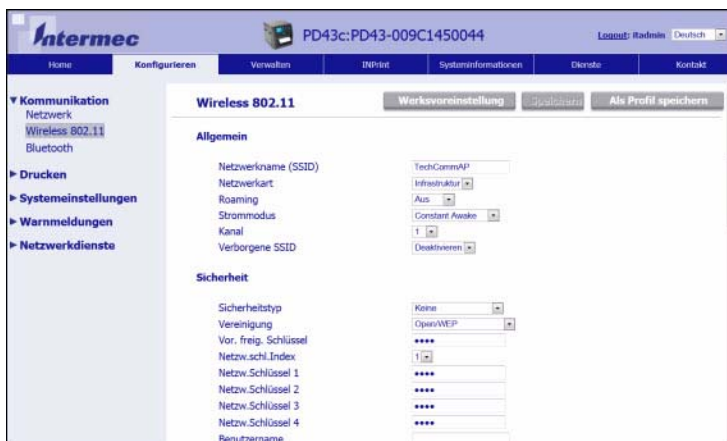 Intermec
PD43c:PD43-009C1450044
Logout: itadmin
Deutsch
Home
Konfigurieren
Verwalten
INPrint
Systeminformationen
Dienste
Kontakt
Kommunikation
Netzwerk
Wireless 802.11
Bluetooth
Drucken
Systemeinstellungen
Warnmeldungen
Netzwerkdienste
Wireless 802.11
Werksvoreinstellung
Speichern
Als Profil speichern
Allgemein
Netzwerkname (SSID) TechCommAP
Netzwerkart Infrastruktur
Roaming Aus
Strommodus Constant Awake
Kanal 1
Verborgene SSID Deaktivieren
Sicherheit
Sicherheitstyp Keine
Vereinigung Open/WEP
Vor. freig. Schlüssel ••••
Netzw.schl.Index 1
Netzw.Schlüssel 1 ••••
Netzw.Schlüssel 2 ••••
Netzw.Schlüssel 3 ••••
Netzw.Schlüssel 4 ••••
Benutzername